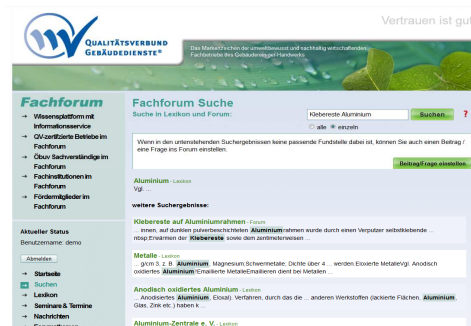 Vertrauen ist gut
QUALITÄTSVERBUND
GEBÄUDEDIENSTE®
Das Markenzeichen der umweltbewusst und nachhaltig wirtschaftenden
Fachbetriebe des Gebäudereiniger-Handwerks
Fachforum
→ Wissensplattform mit
Informationsservice
→ QV-zertifizierte Betriebe im
Fachforum
→ Öbuv Sachverständige im
Fachforum
→ Fachinstitutionen im
Fachforum
→ Fördermitglieder im
Fachforum
Aktueller Status
Benutzername: demo
Abmelden
→ Startseite
→ Suchen
→ Lexikon
→ Seminare & Termine
→ Nachrichten
Fachforum Suche
Suche in Lexikon und Forum:
Klebereste Aluminium
Suchen
?
alle einzeln
Wenn in den untenstehenden Suchergebnissen keine passende Fundstelle dabei ist, können Sie auch einen Beitrag /
eine Frage ins Forum einstellen.
Beitrag/Frage einstellen
Aluminium - Lexikon
Vgl. ...
weitere Suchergebnisse:
Klebereste auf Aluminiumrahmen - Forum
... innen, auf dunklen pulverbeschichteten Aluminiumrahmen wurde durch einen Verputzer selbstklebende ...
nbsp;Erwärmen der Klebereste sowie dem zentimeterweisen ...
Metalle - Lexikon
... g/cm 3, z. B. Aluminium, Magnesium;Schwermetalle: Dichte über 4 ... werden.Eloxierte MetalleVgl. Anodisch
oxidiertes Aluminium!Emaillierte MetalleEmaillieren dient bei Metallen ...
Anodisch oxidiertes Aluminium - Lexikon
... Anodisiertes Aluminium, Eloxal). Verfahren, durch das die ... anderen Werkstoffen (lackierte Flächen, Aluminium,
Glas, Zink etc.) haben k ...
Aluminium-Zentrale e. V. - Lexikon